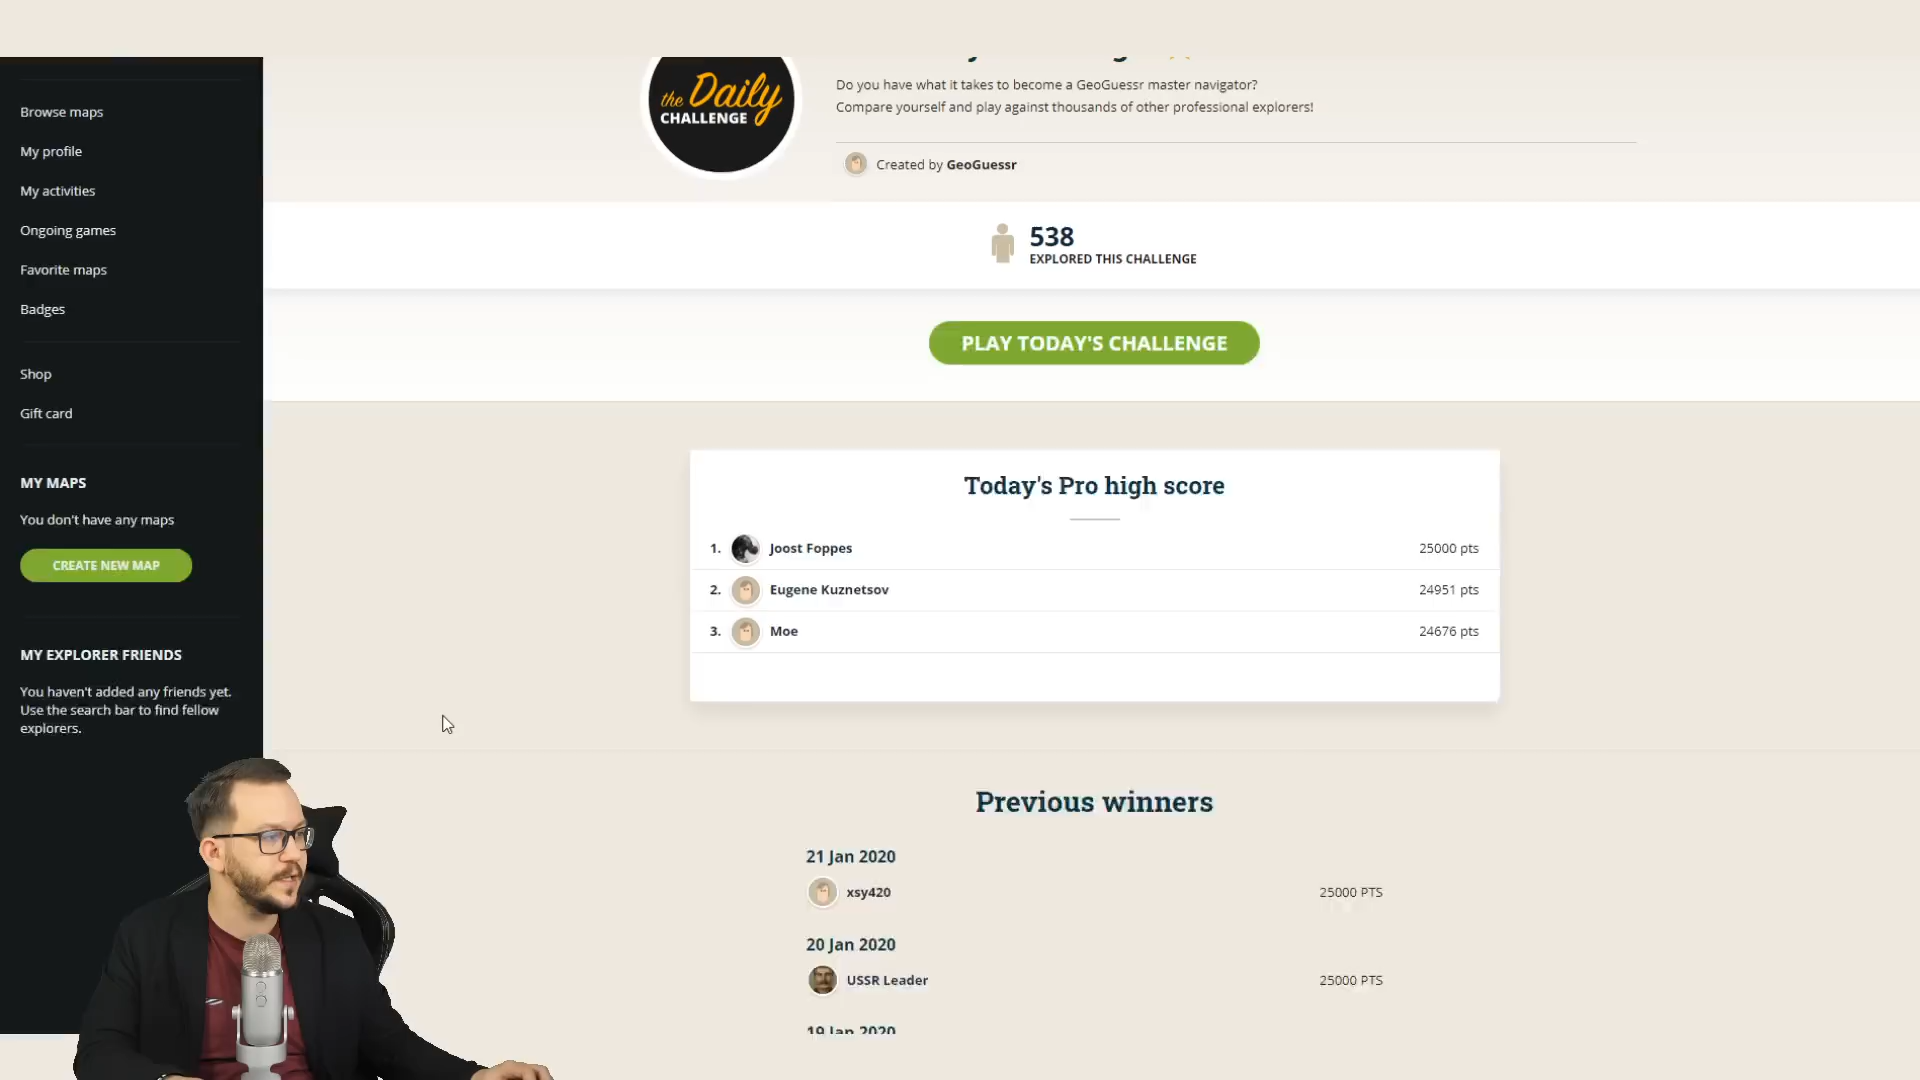 Browse maps
My profile
My activities
Ongoing games
Favorite maps
Badges
Shop
Gift card
MY MAPS
You don't have any maps
CREATE NEW MAP
MY EXPLORER FRIENDS
You haven't added any friends yet.
Use the search bar to find fellow
explorers.
the Daily
CHALLENGE
Do you have what it takes to become a GeoGuessr master navigator?
Compare yourself and play against thousands of other professional explorers!
Created by GeoGuessr
538
EXPLORED THIS CHALLENGE
PLAY TODAY'S CHALLENGE
Today's Pro high score
1. Joost Foppes 25000 pts
2. Eugene Kuznetsov 24951 pts
3. Moe 24676 pts
Previous winners
21 Jan 2020
xsy420 25000 PTS
20 Jan 2020
USSR Leader 25000 PTS
19 Jan 2020